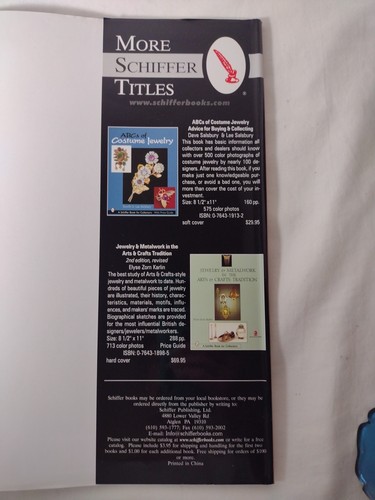 MORE
SCHIFFER
TITLES
www.schifferbooks.com
ABCs of Costume Jewelry
Advice for Buying & Collecting
Dave Salsbury & Lee Salsbury
This book has basic information all
collectors and dealers should know
with over 500 color photographs of
costume jewelry by nearly 100 de-
signers. After reading this book, if you
make just one knowledgeable pur-
chase, or avoid a bad one, you will
more than cover the cost of your in-
vestment.
Size: 8 1/2" x11" 160 pp.
575 color photos
ISBN: 0-7643-1913-2
soft cover $29.95
ABCs of
Costume Jewelry
Jewelry & Metalwork in the
Arts & Crafts Tradition
2nd edition, revised
Elyse Zorn Karlin
The best study of Arts & Crafts-style
jewelry and metalwork to date. Hun-
dreds of beautiful pieces of jewelry
are illustrated, their history, charac-
teristics, materials, motifs, influ-
ences, and makers' marks are traced.
Biographical sketches are provided
for the most influential British de-
signers/jewelers/metalworkers.
Size: 8 1/2" x 11" 288 pp.
713 color photos Price Guide
ISBN: 0-7643-1898-5
hard cover $69.95
JEWELRY & METALWORK
IN THE
ARTS & CRAFTS TRADITION
Schiffer books may be ordered from your local bookstores, or they may be
ordered directly from the publisher by writing to:
Schiffer Publishing, Ltd.
4880 Lower Valley Rd
Atglen PA 19310
(610) 593-1777; Fax (610) 593-2002
E-mail: Info@schifferbooks.com
Please visit our website catalog at www.schifferbooks.com or write for a free
catalog. Please include $3.95 for shipping and handling for the first two
books and $1.00 for each additional book. Free shipping for orders of $100
or more.
Printed in China